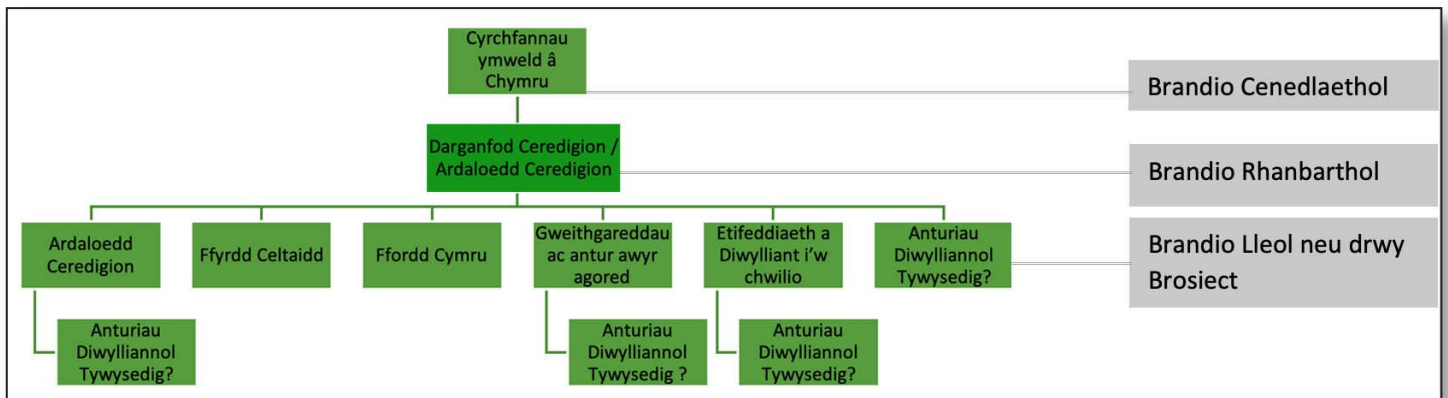 Cyrchfannau
ymweld â
Chymru
Brandio Cenedlaethol
Darganfod Ceredigion /
Ardaloedd Ceredigion
Brandio Rhanbarthol
Ardaloedd
Ceredigion
Ffyrdd Celtaidd
Ffordd Cymru
Gweithgareddau
ac antur awyr
agored
Etifeddiaeth a
Diwylliant i’w
chwilio
Anturiau
Diwylliannol
Tywysedig?
Brandio Lleol neu drwy
Brosiect
Anturiau
Diwylliannol
Tywysedig?
Anturiau
Diwylliannol
Tywysedig ?
Anturiau
Diwylliannol
Tywysedig?